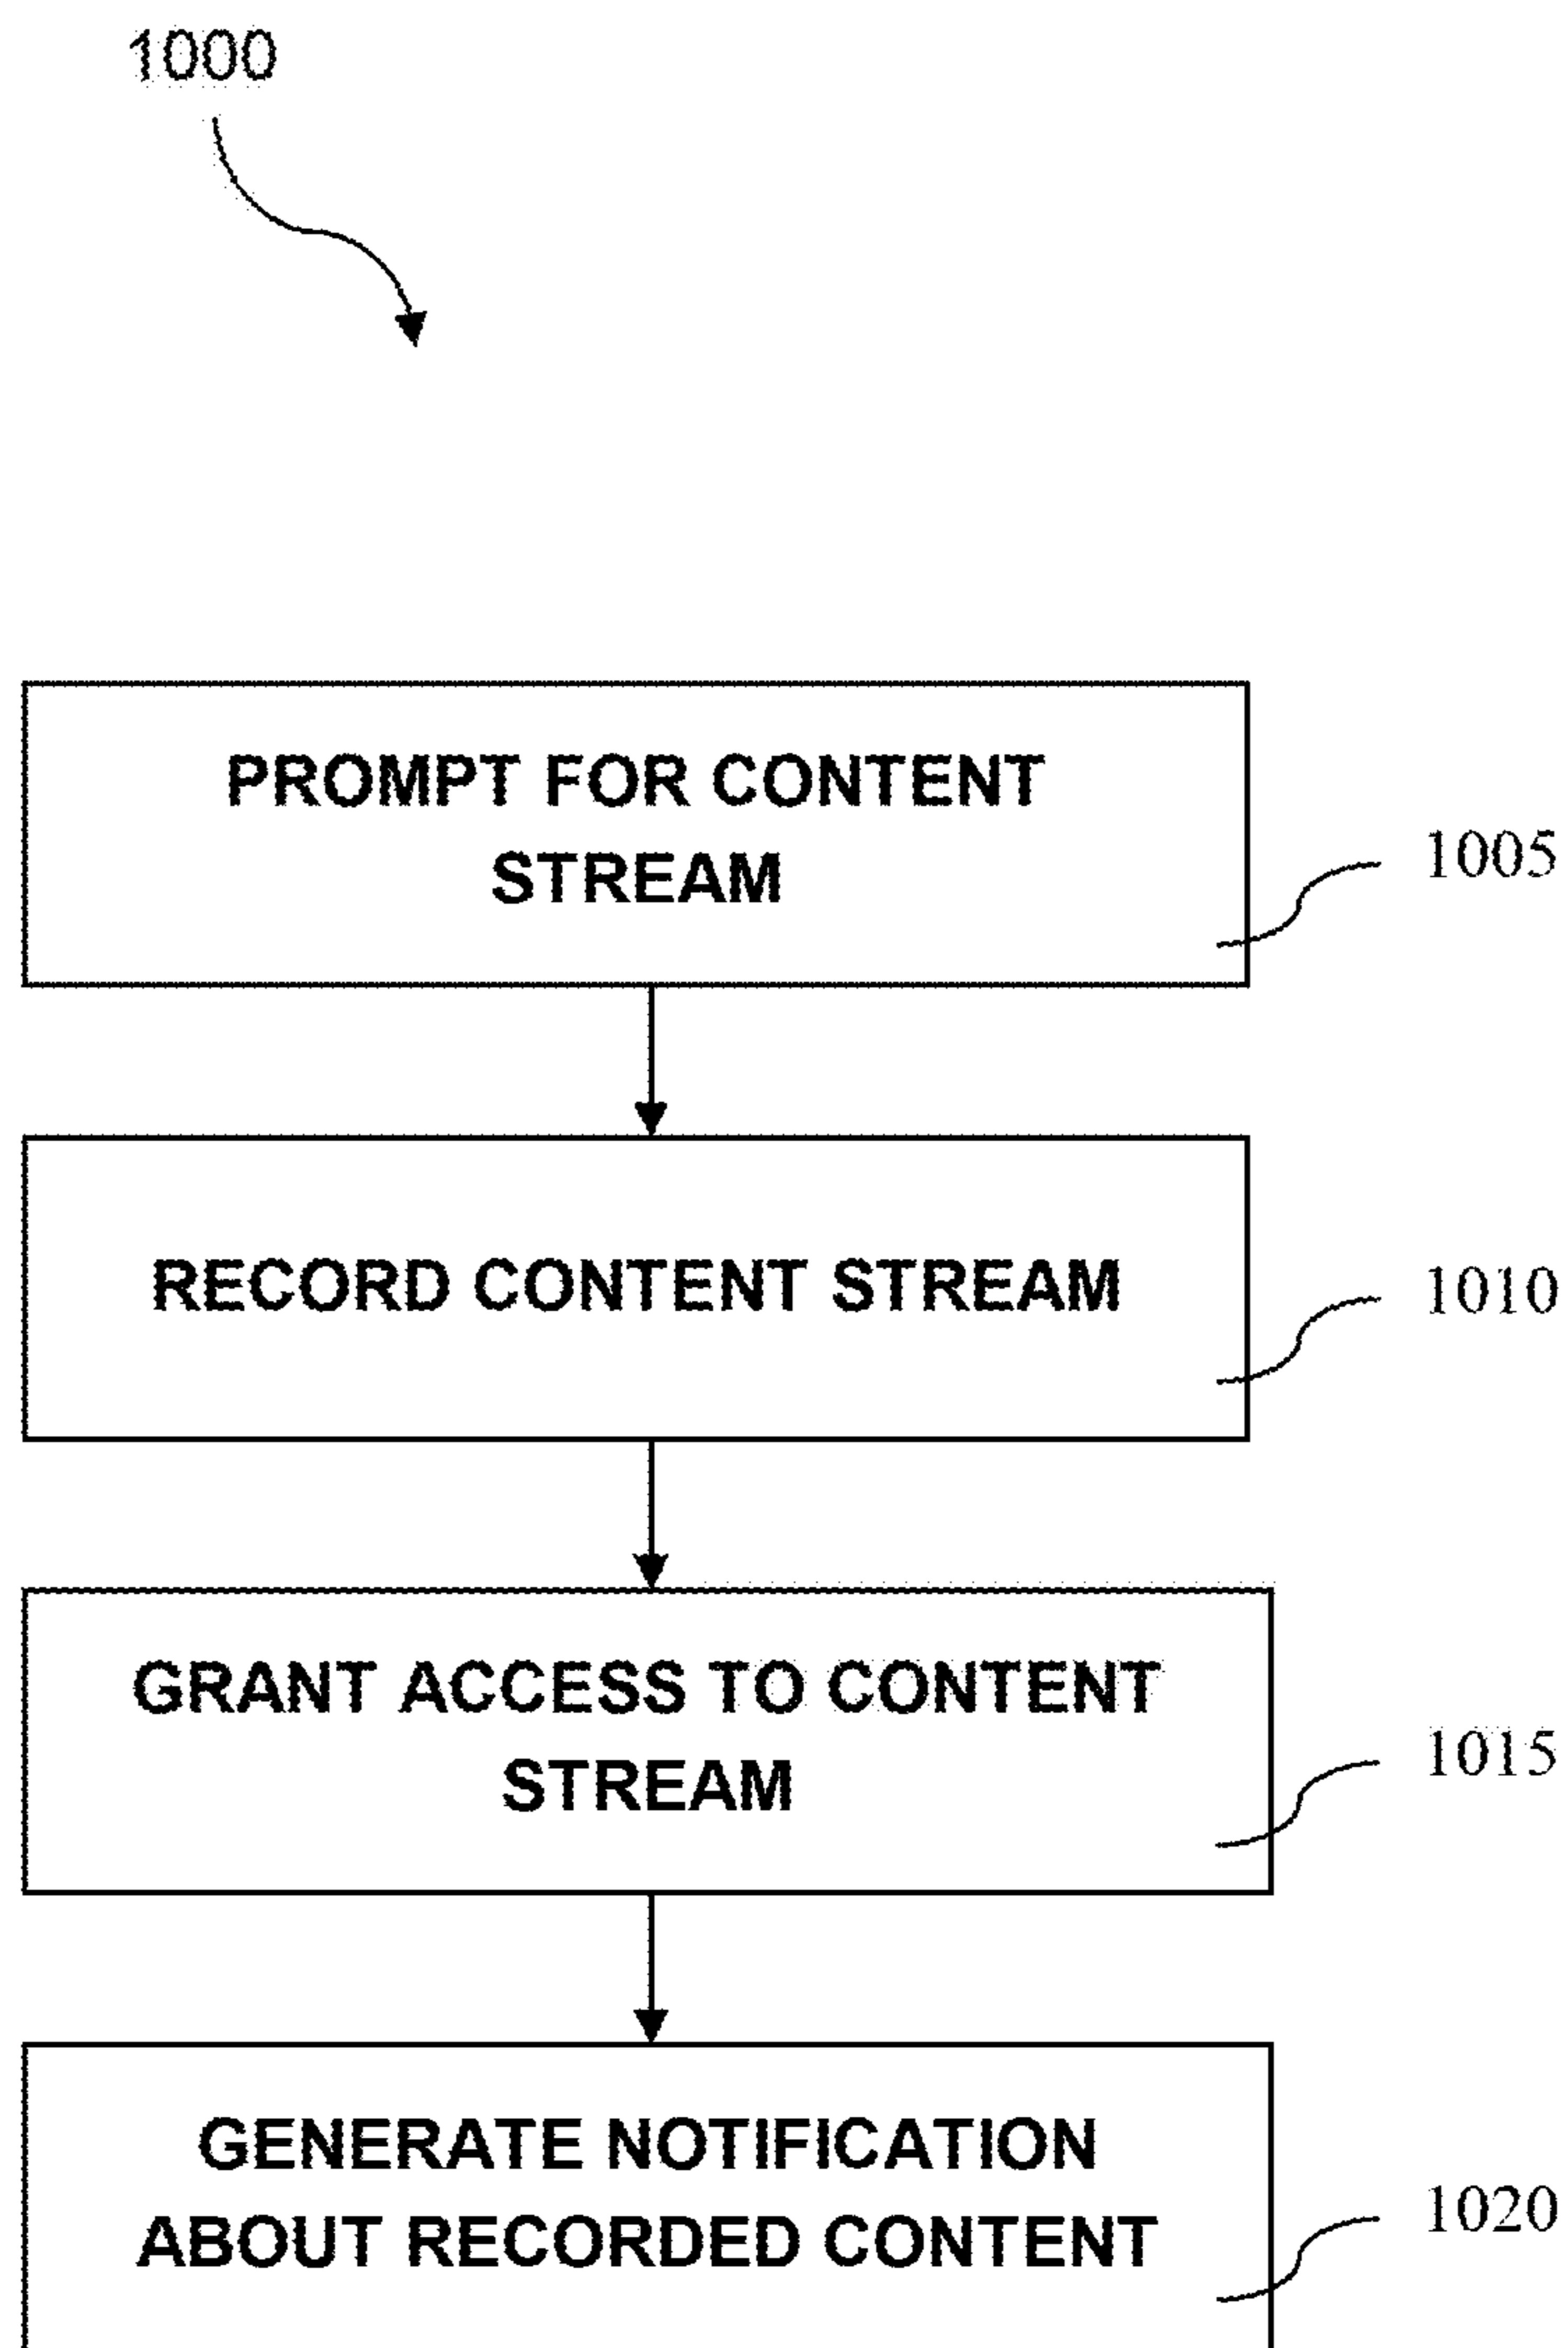 1000
PROMPT FOR CONTENT
STREAM
1005
RECORD CONTENT STREAM
1010
GRANT ACCESS TO CONTENT
STREAM
1015
GENERATE NOTIFICATION
ABOUT RECORDED CONTENT
1020